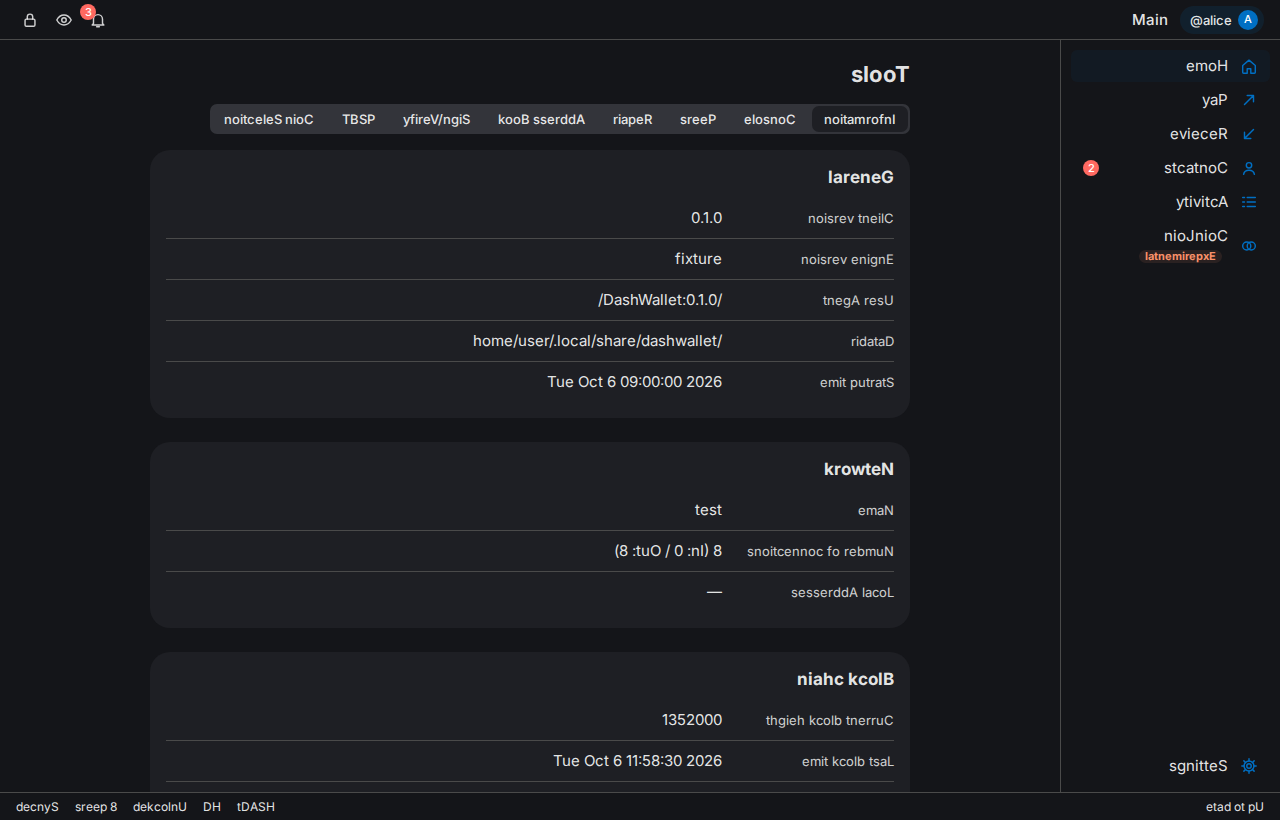 3
Main
@alice
A
emoH
yaP
evieceR
stcatnoC
2
ytivitcA
nioJnioC
latnemirepxE
sgnitteS
slooT
noitamrofnI
elosnoC
sreeP
riapeR
kooB sserddA
yfireV/ngiS
TBSP
noitceleS nioC
lareneG
noisrev tneilC
0.1.0
noisrev enignE
fixture
tnegA resU
/DashWallet:0.1.0/
ridataD
home/user/.local/share/dashwallet/
emit putratS
Tue Oct 6 09:00:00 2026
krowteN
emaN
test
snoitcennoc fo rebmuN
(8 :tuO / 0 :nI) 8
sesserddA lacoL
—
niahc kcolB
thgieh kcolb tnerruC
1352000
emit kcolb tsaL
Tue Oct 6 11:58:30 2026
decnyS
sreep 8
dekcolnU
DH
tDASH
etad ot pU